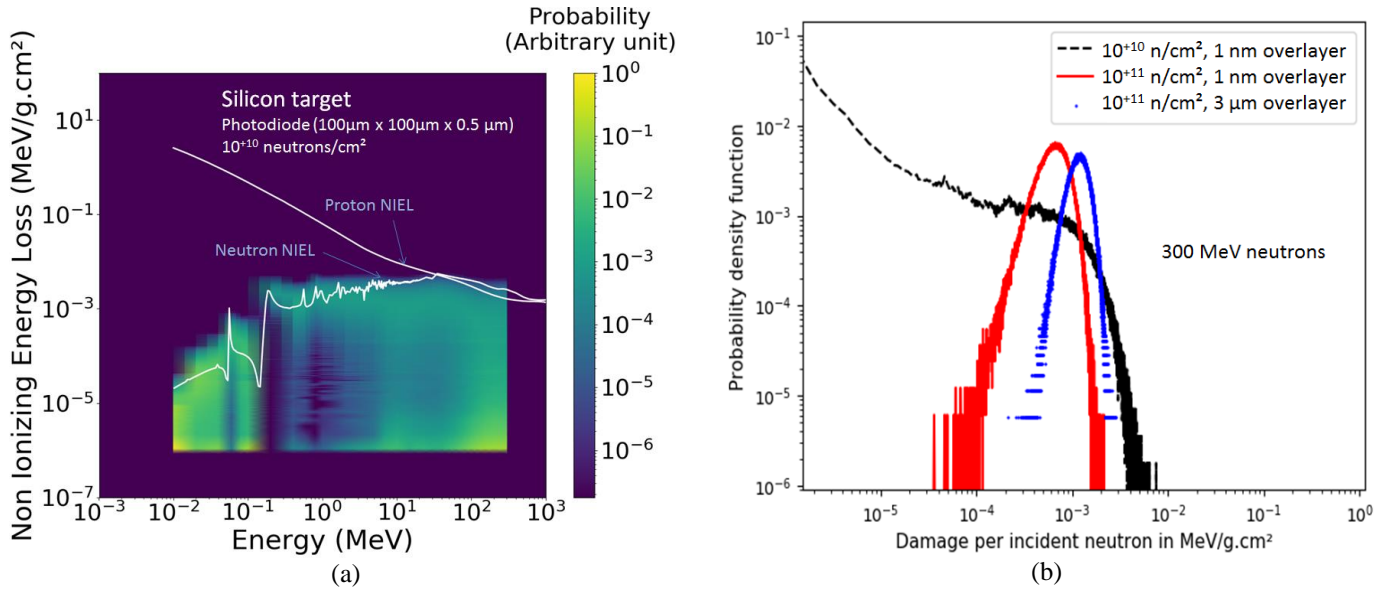 Probability
(Arbitrary unit)
Non Ionizing Energy Loss (MeV/g.cm²)
10¹
10⁻¹
10⁻³
10⁻⁵
10⁻⁷
Silicon target
Photodiode (100µm x 100µm x 0.5 µm)
10⁺¹⁰ neutrons/cm²
Proton NIEL
Neutron NIEL
10⁻³
10⁻²
10⁻¹
10⁰
10¹
10²
10³
Energy (MeV)
10⁰
10⁻¹
10⁻²
10⁻³
10⁻⁴
10⁻⁵
10⁻⁶
(a)
Probability density function
10⁻¹
10⁻²
10⁻³
10⁻⁴
10⁻⁵
10⁻⁶
10⁺¹⁰ n/cm², 1 nm overlayer
10⁺¹¹ n/cm², 1 nm overlayer
10⁺¹¹ n/cm², 3 µm overlayer
300 MeV neutrons
10⁻⁵
10⁻⁴
10⁻³
10⁻²
10⁻¹
10⁰
Damage per incident neutron in MeV/g.cm²
(b)